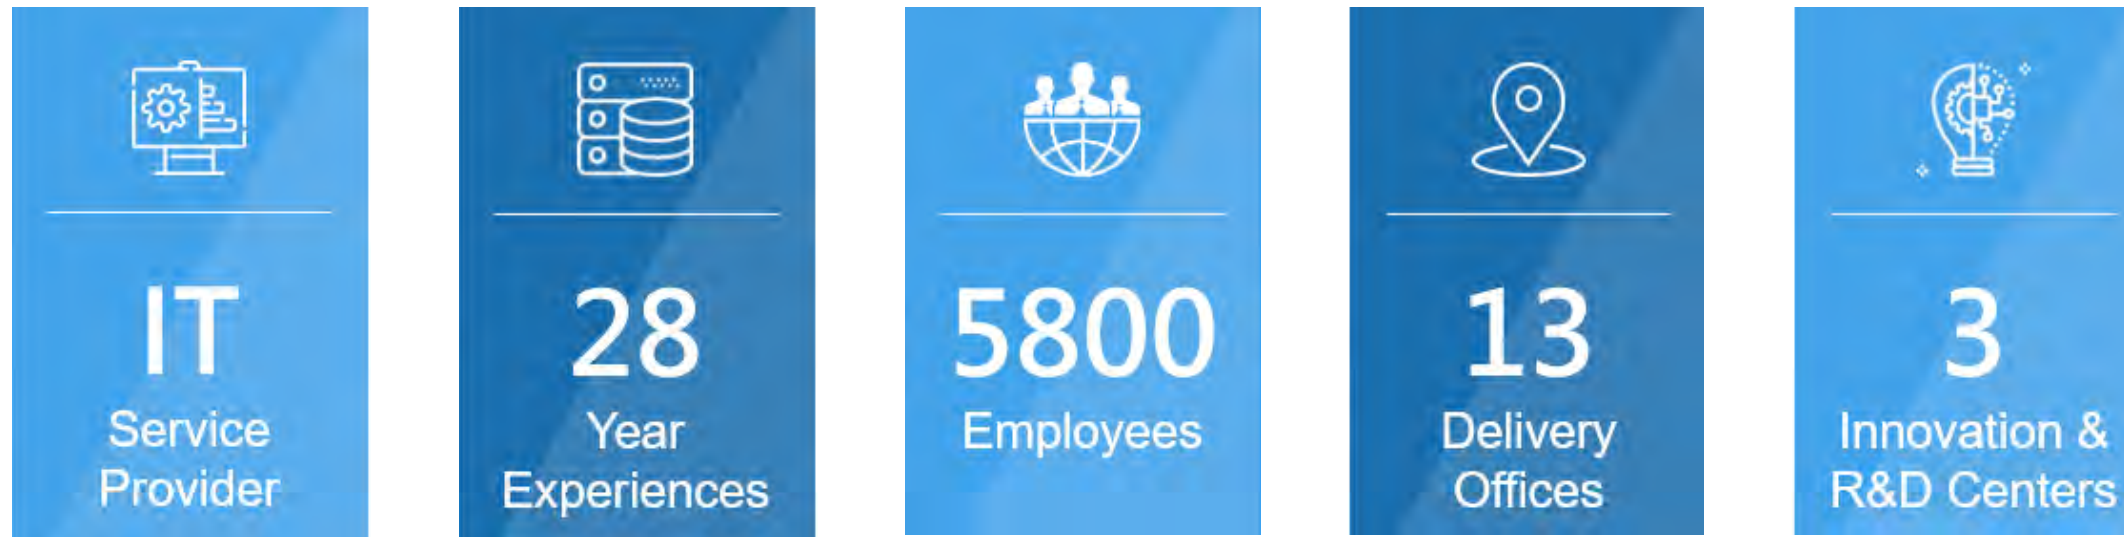 IT
Service
Provider
28
Year
Experiences
5800
Employees
13
Delivery
Offices
3
Innovation &
R&D Centers